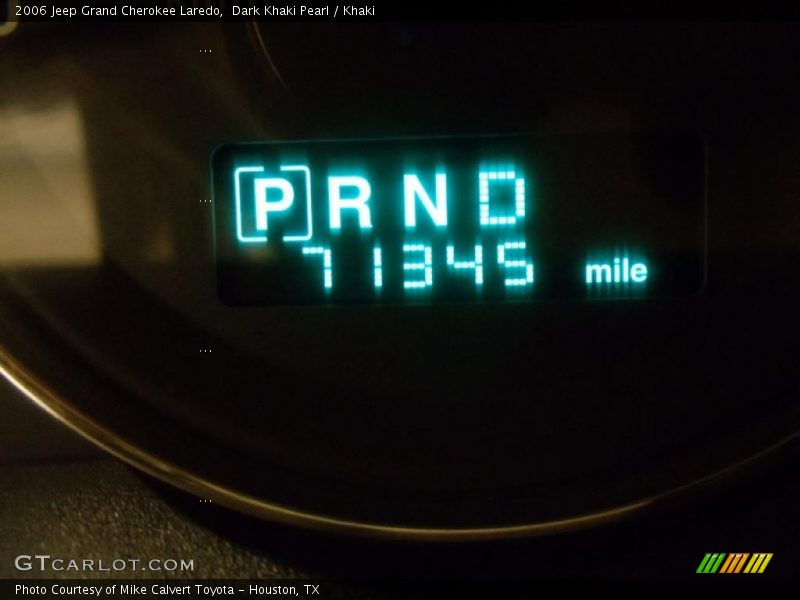 2006 Jeep Grand Cherokee Laredo,  Dark Khaki Pearl / Khaki
[P] R N D
71345 mile
GTCARLOT.COM
Photo Courtesy of Mike Calvert Toyota - Houston, TX